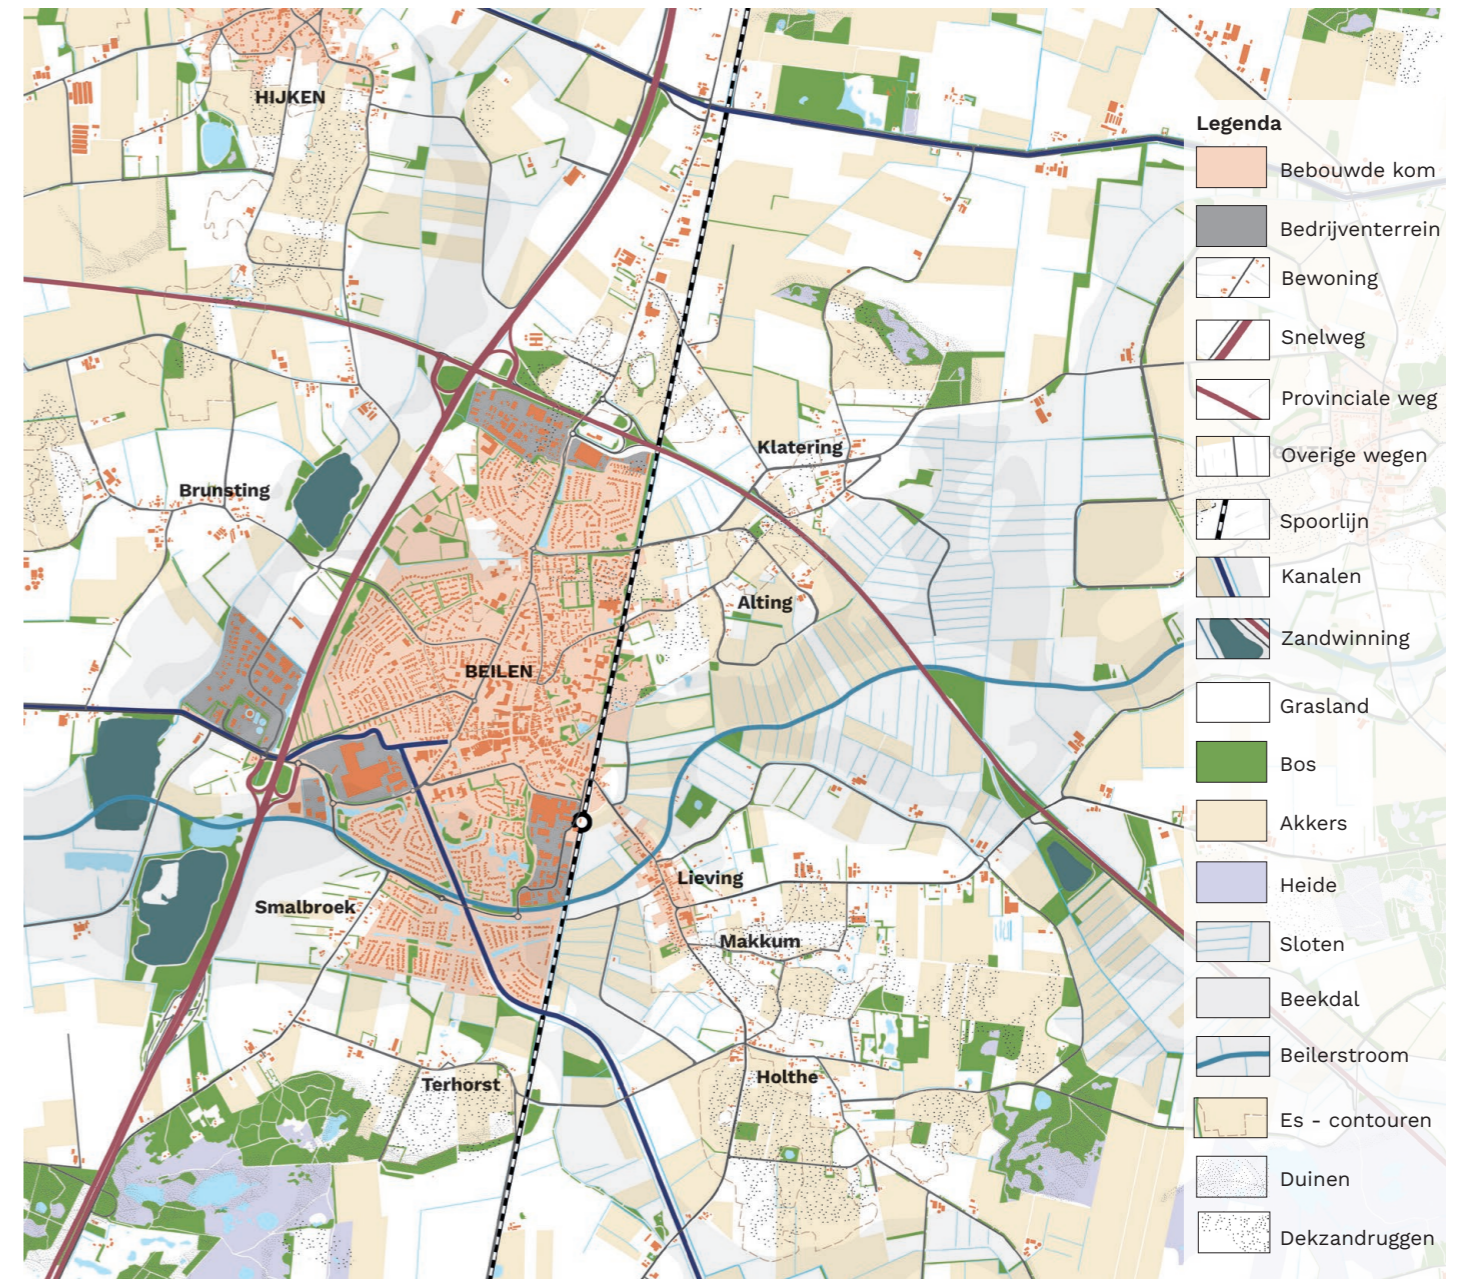 HIJKEN
Klatering
Brunsting
Alting
BEILEN
Lieving
Smalbroek
Makkum
Terhorst
Holthe
Legenda
Bebouwde kom
Bedrijventerrein
Bewoning
Snelweg
Provinciale weg
Overige wegen
Spoorlijn
Kanalen
Zandwinning
Grasland
Bos
Akkers
Heide
Sloten
Beekdal
Beilerstroom
Es - contouren
Duinen
Dekzandruggen